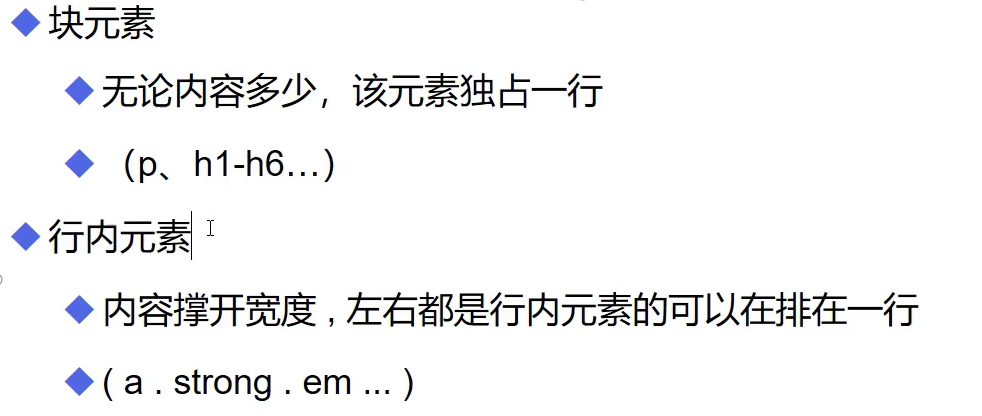 块元素
无论内容多少，该元素独占一行
（p、h1-h6…）
行内元素
内容撑开宽度 , 左右都是行内元素的可以在排在一行
( a . strong . em ... )